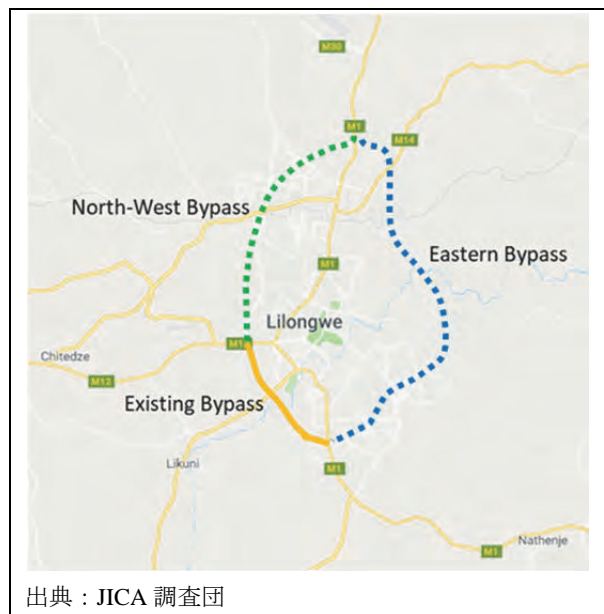 M30
M1
M14
North-West Bypass
Eastern Bypass
M1
Lilongwe
Chitedze
M12
Existing Bypass
Likuni
M1
M1
Nathenje
出典：JICA 調査団